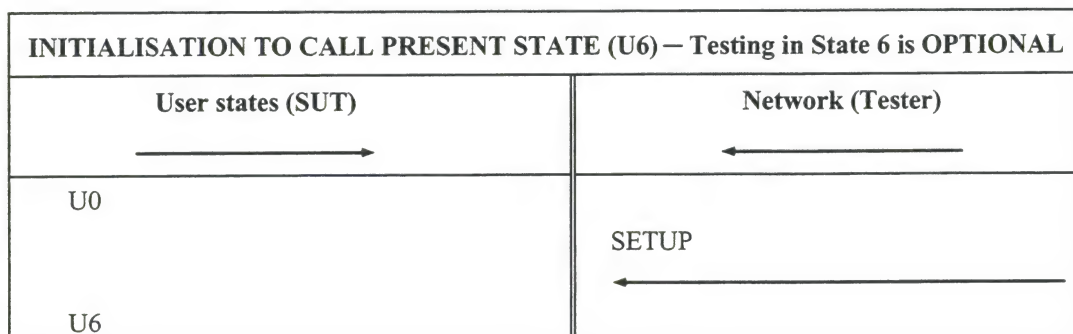 INITIALISATION TO CALL PRESENT STATE (U6) — Testing in State 6 is OPTIONAL
User states (SUT)
Network (Tester)
U0
SETUP
U6